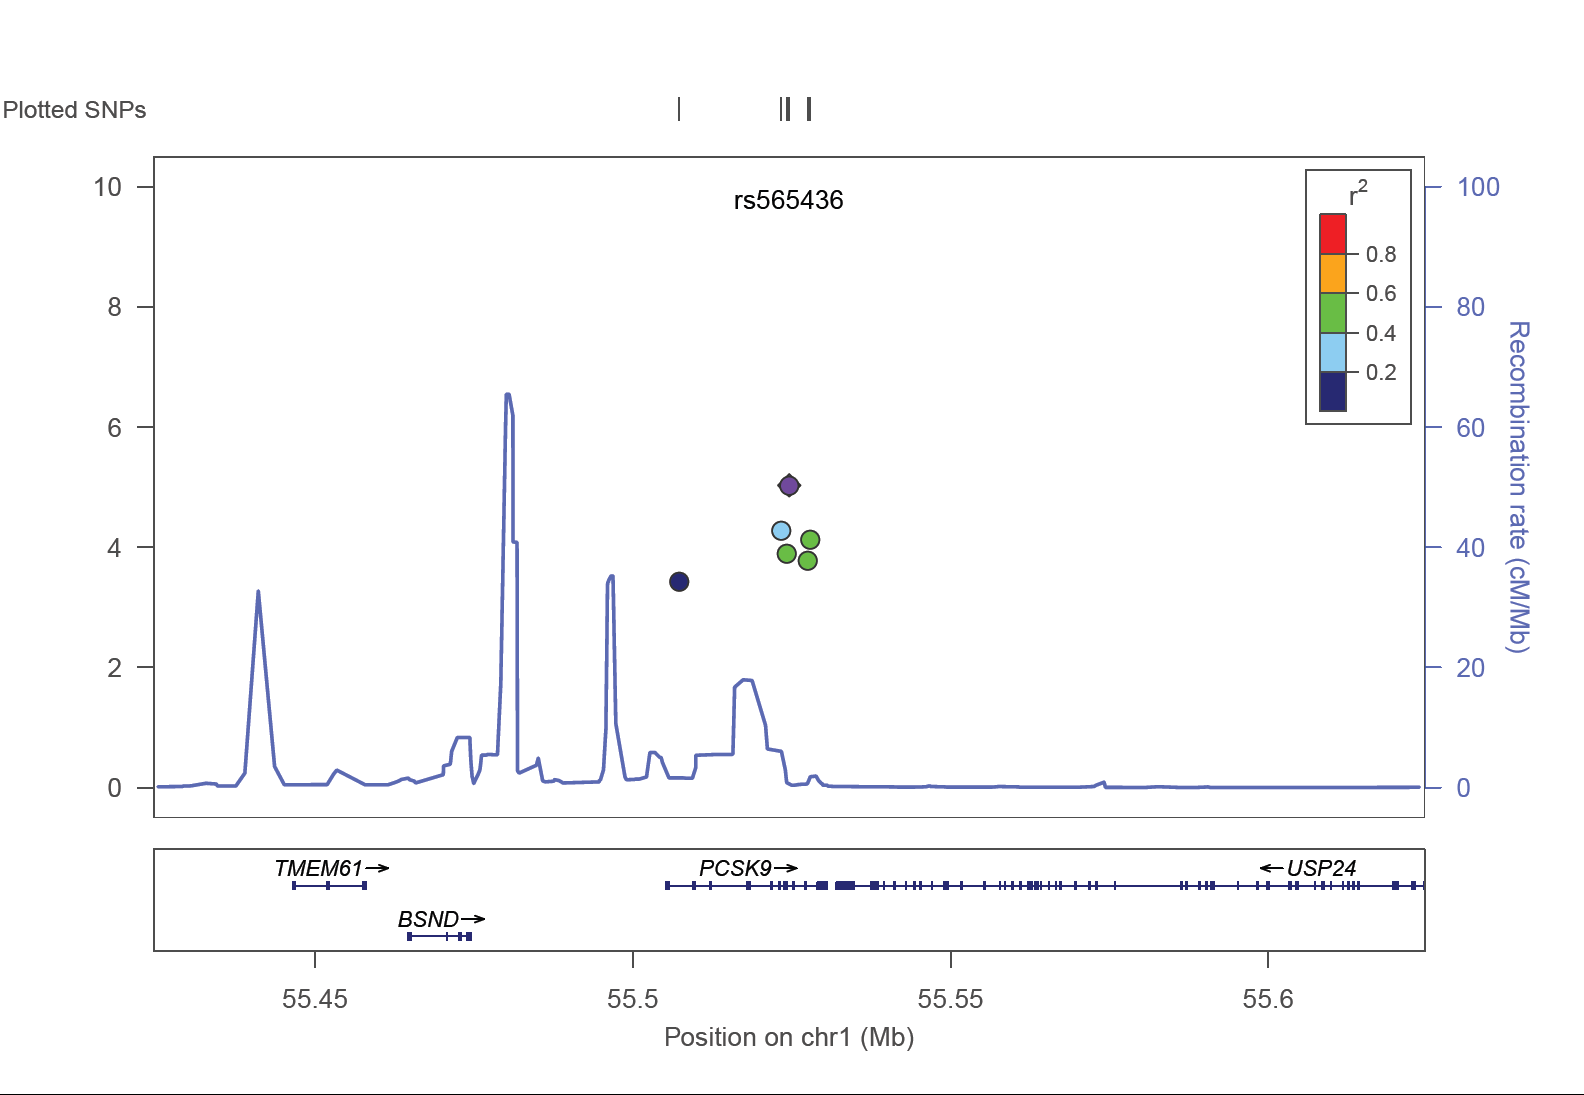 Plotted SNPs
rs565436
r2
0.8
0.6
0.4
0.2
10
8
6
4
2
0
100
80
60
40
20
0
Recombination rate (cM/Mb)
TMEM61
PCSK9
USP24
BSND
55.45
55.5
55.55
55.6
Position on chr1 (Mb)